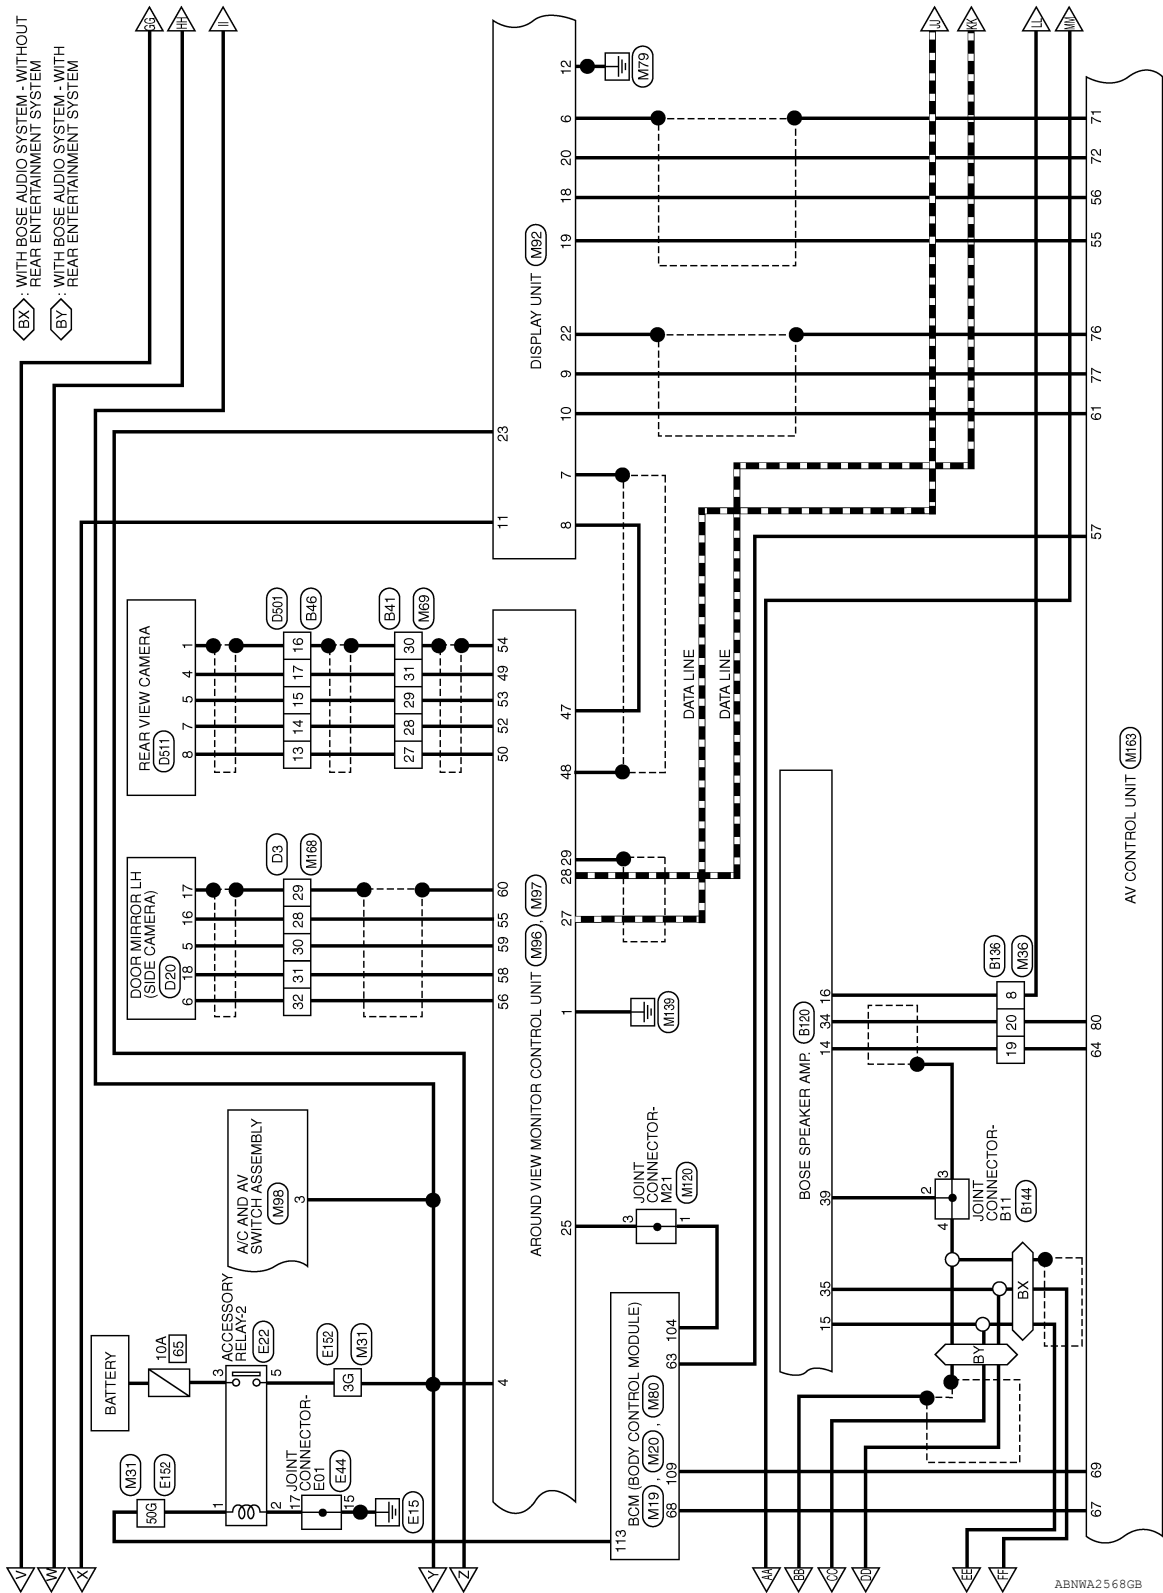 BX : WITH BOSE AUDIO SYSTEM - WITHOUT
REAR ENTERTAINMENT SYSTEM
BY : WITH BOSE AUDIO SYSTEM - WITH
REAR ENTERTAINMENT SYSTEM
GG
HH
II
JJ
KK
LL
MM
V
W
X
Y
Z
AA
BB
CC
DD
EE
FF
BATTERY
10A
65
ACCESSORY
RELAY-2
E22
3
5
1
2
M31
E152
50G
E152
M31
3G
17
JOINT
CONNECTOR-
E01
E44
15
E15
A/C AND AV
SWITCH ASSEMBLY
M98
3
DOOR MIRROR LH
(SIDE CAMERA)
D20
6 18 5 16 17
D3
M168
32 31 30 28 29
56 58 59 55 60
REAR VIEW CAMERA
D511
8 7 5 4 1
D501
B46
13 14 15 17 16
B41
M69
27 28 29 31 30
50 52 53 49 54
AROUND VIEW MONITOR CONTROL UNIT M96 , M97
4
25
1
27
28
29
48
47
M139
DISPLAY UNIT M92
11
23
8
7
10
9
22
19
18
20
6
12
M79
DATA LINE
DATA LINE
JOINT
CONNECTOR-
M21
M120
3
1
BCM (BODY CONTROL MODULE)
M19 , M20 , M80
113
68
109
63
104
BOSE SPEAKER AMP. B120
15
35
39
14
34
16
B136
M36
19 20 8
JOINT
CONNECTOR-
B11
B144
2
3
4
BX
BY
AV CONTROL UNIT M163
67
69
64
80
57
61
77
76
55
56
72
71
ABNWA2568GB